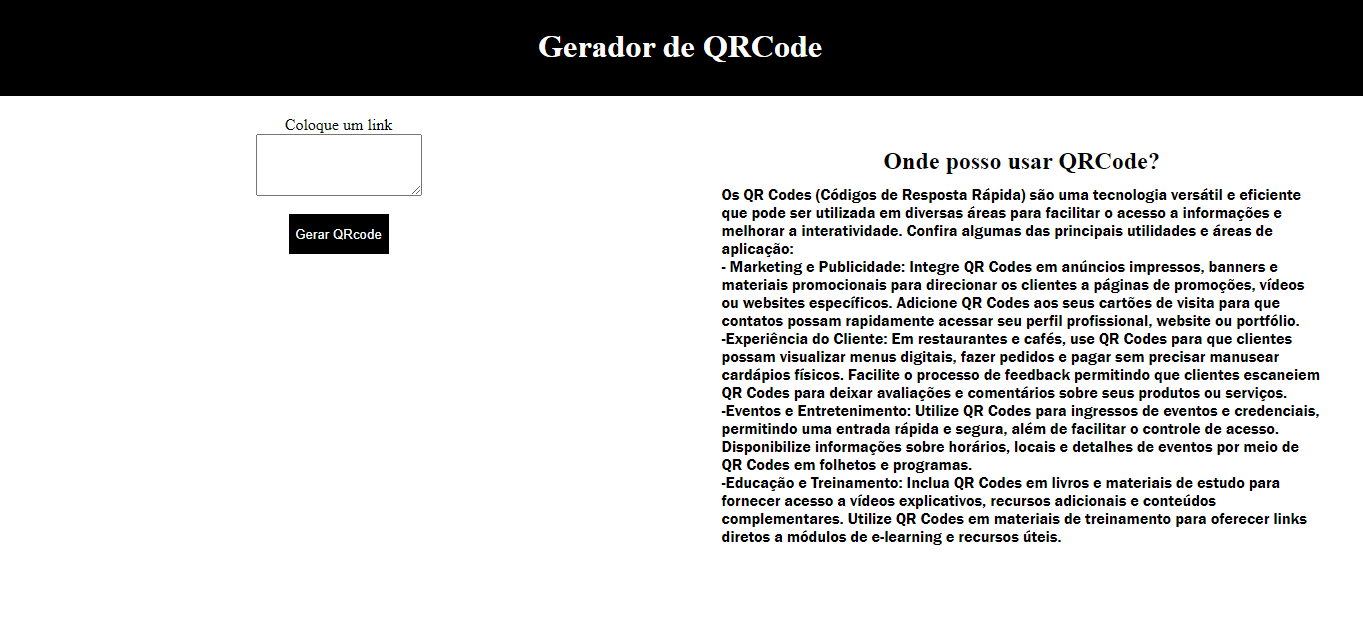 Gerador de QRCode
Coloque um link
Gerar QRcode
Onde posso usar QRCode?
Os QR Codes (Códigos de Resposta Rápida) são uma tecnologia versátil e eficiente
que pode ser utilizada em diversas áreas para facilitar o acesso a informações e
melhorar a interatividade. Confira algumas das principais utilidades e áreas de
aplicação:
- Marketing e Publicidade: Integre QR Codes em anúncios impressos, banners e
materiais promocionais para direcionar os clientes a páginas de promoções, vídeos
ou websites específicos. Adicione QR Codes aos seus cartões de visita para que
contatos possam rapidamente acessar seu perfil profissional, website ou portfólio.
-Experiência do Cliente: Em restaurantes e cafés, use QR Codes para que clientes
possam visualizar menus digitais, fazer pedidos e pagar sem precisar manusear
cardápios físicos. Facilite o processo de feedback permitindo que clientes escaneiem
QR Codes para deixar avaliações e comentários sobre seus produtos ou serviços.
-Eventos e Entretenimento: Utilize QR Codes para ingressos de eventos e credenciais,
permitindo uma entrada rápida e segura, além de facilitar o controle de acesso.
Disponibilize informações sobre horários, locais e detalhes de eventos por meio de
QR Codes em folhetos e programas.
-Educação e Treinamento: Inclua QR Codes em livros e materiais de estudo para
fornecer acesso a vídeos explicativos, recursos adicionais e conteúdos
complementares. Utilize QR Codes em materiais de treinamento para oferecer links
diretos a módulos de e-learning e recursos úteis.